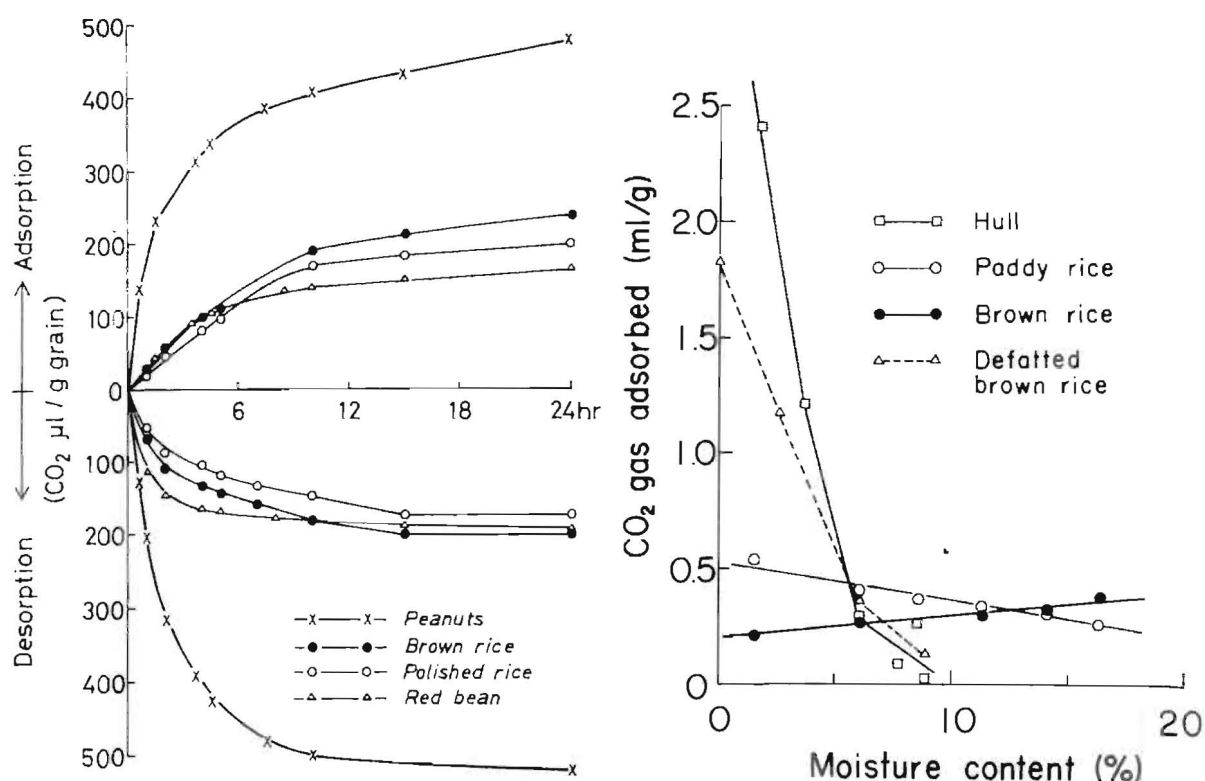 500
400
300
200
100
0
100
200
300
400
500
6
12
18
24hr
Adsorption
Desorption
(CO₂ µl / g grain)
Peanuts
Brown rice
Polished rice
Red bean
2.5
2.0
1.5
1.0
0.5
0
CO₂ gas adsorbed (ml/g)
Hull
Paddy rice
Brown rice
Defatted
brown rice
0
10
20
Moisture content (%)